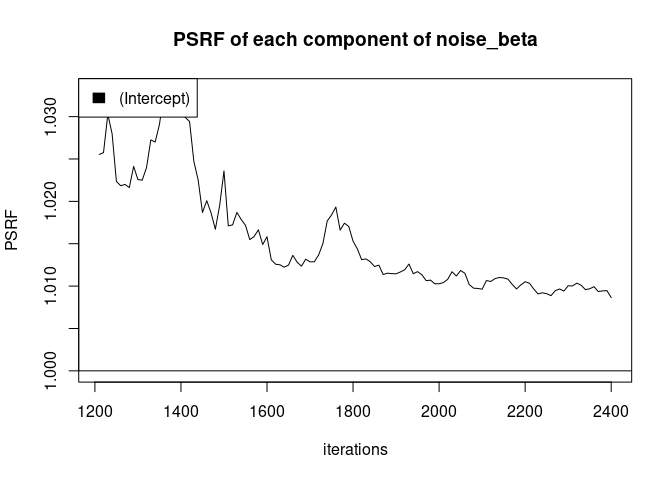 PSRF of each component of noise_beta
(Intercept)
1.030
1.020
1.010
1.000
PSRF
1200 1400 1600 1800 2000 2200 2400
iterations